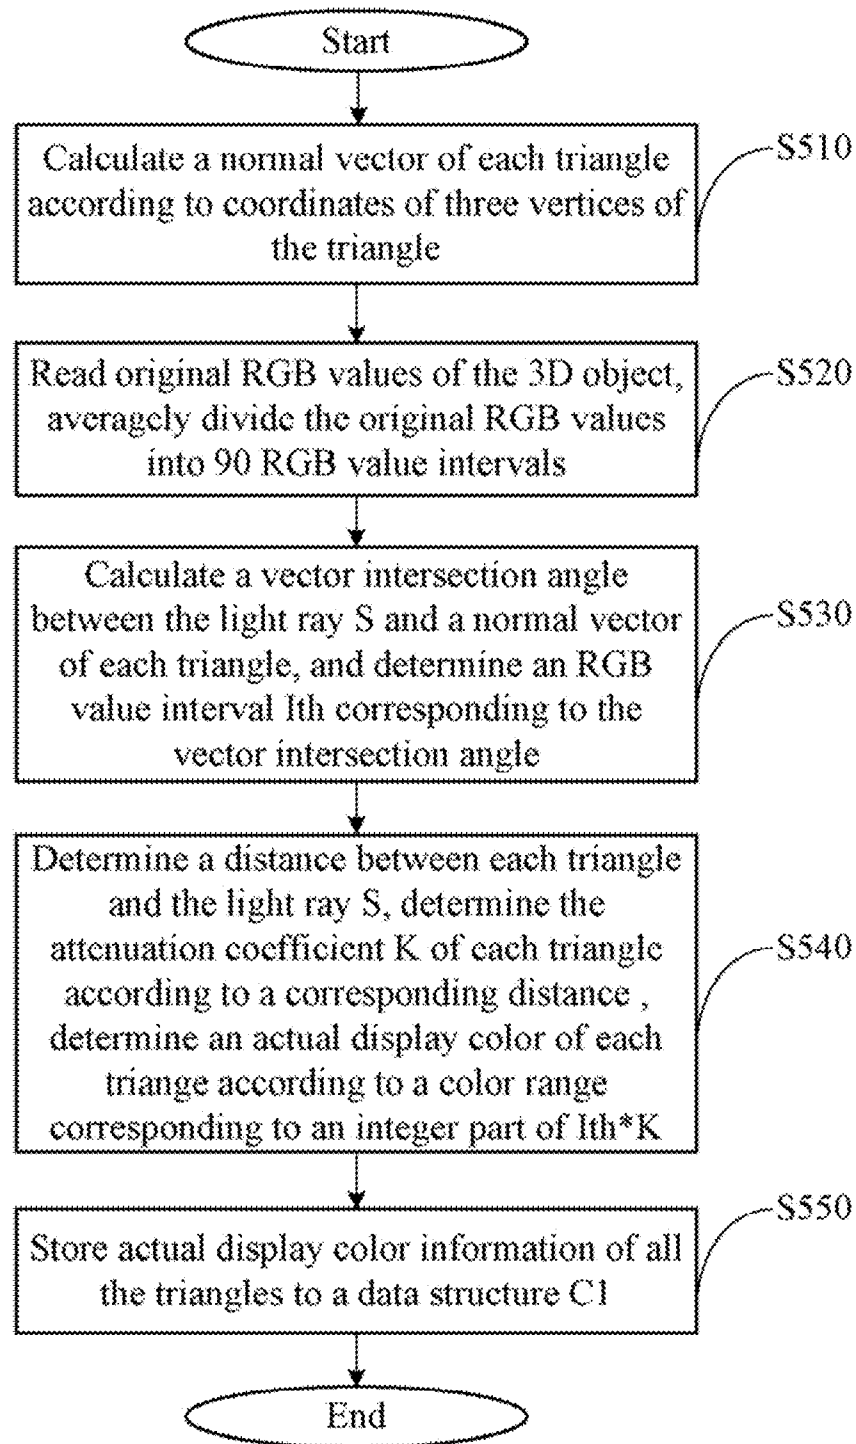 Start
Calculate a normal vector of each triangle
according to coordinates of three vertices of
the triangle
S510
Read original RGB values of the 3D object,
averagely divide the original RGB values
into 90 RGB value intervals
S520
Calculate a vector intersection angle
between the light ray S and a normal vector
of each triangle, and determine an RGB
value interval Ith corresponding to the
vector intersection angle
S530
Determine a distance between each triangle
and the light ray S, determine the
attenuation coefficient K of each triangle
according to a corresponding distance ,
determine an actual display color of each
triange according to a color range
corresponding to an integer part of Ith*K
S540
Store actual display color information of all
the triangles to a data structure C1
S550
End